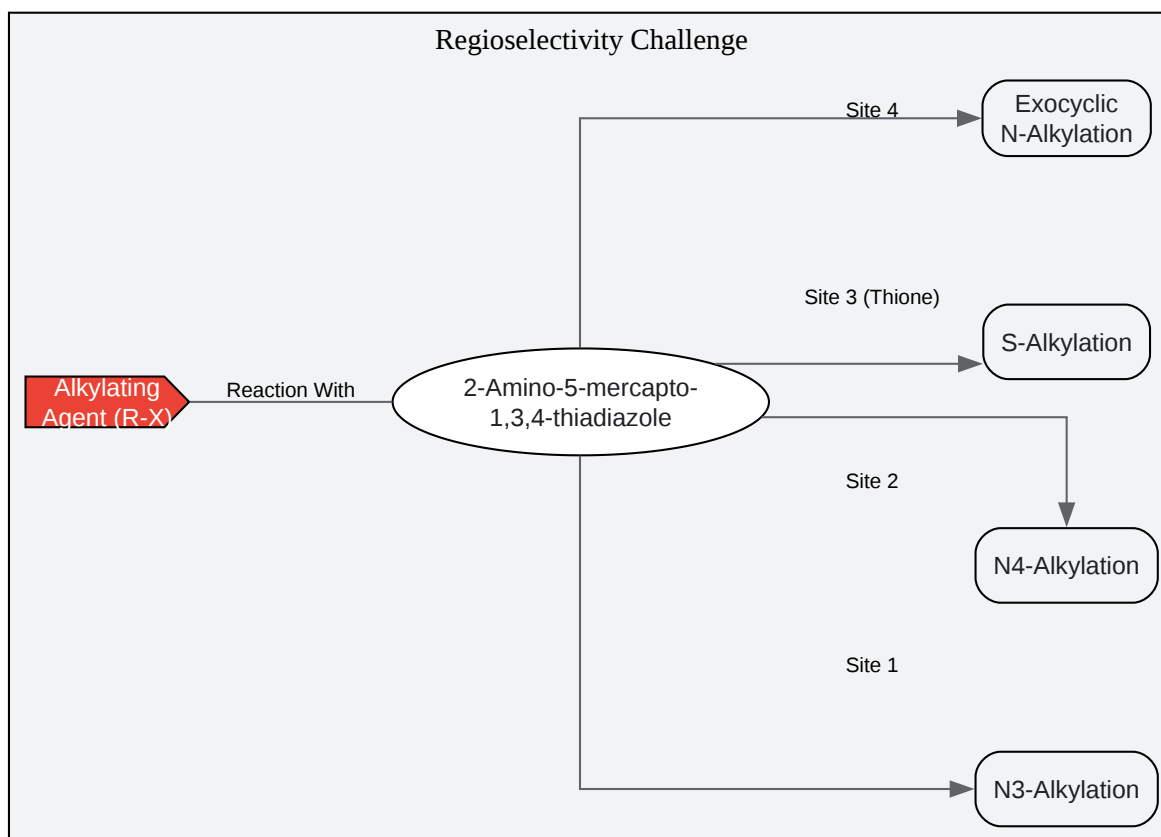 Regioselectivity Challenge
Site 4
Exocyclic
N-Alkylation
Site 3 (Thione)
S-Alkylation
Alkylating
Agent (R-X)
Reaction With
2-Amino-5-mercapto-
1,3,4-thiadiazole
Site 2
N4-Alkylation
Site 1
N3-Alkylation